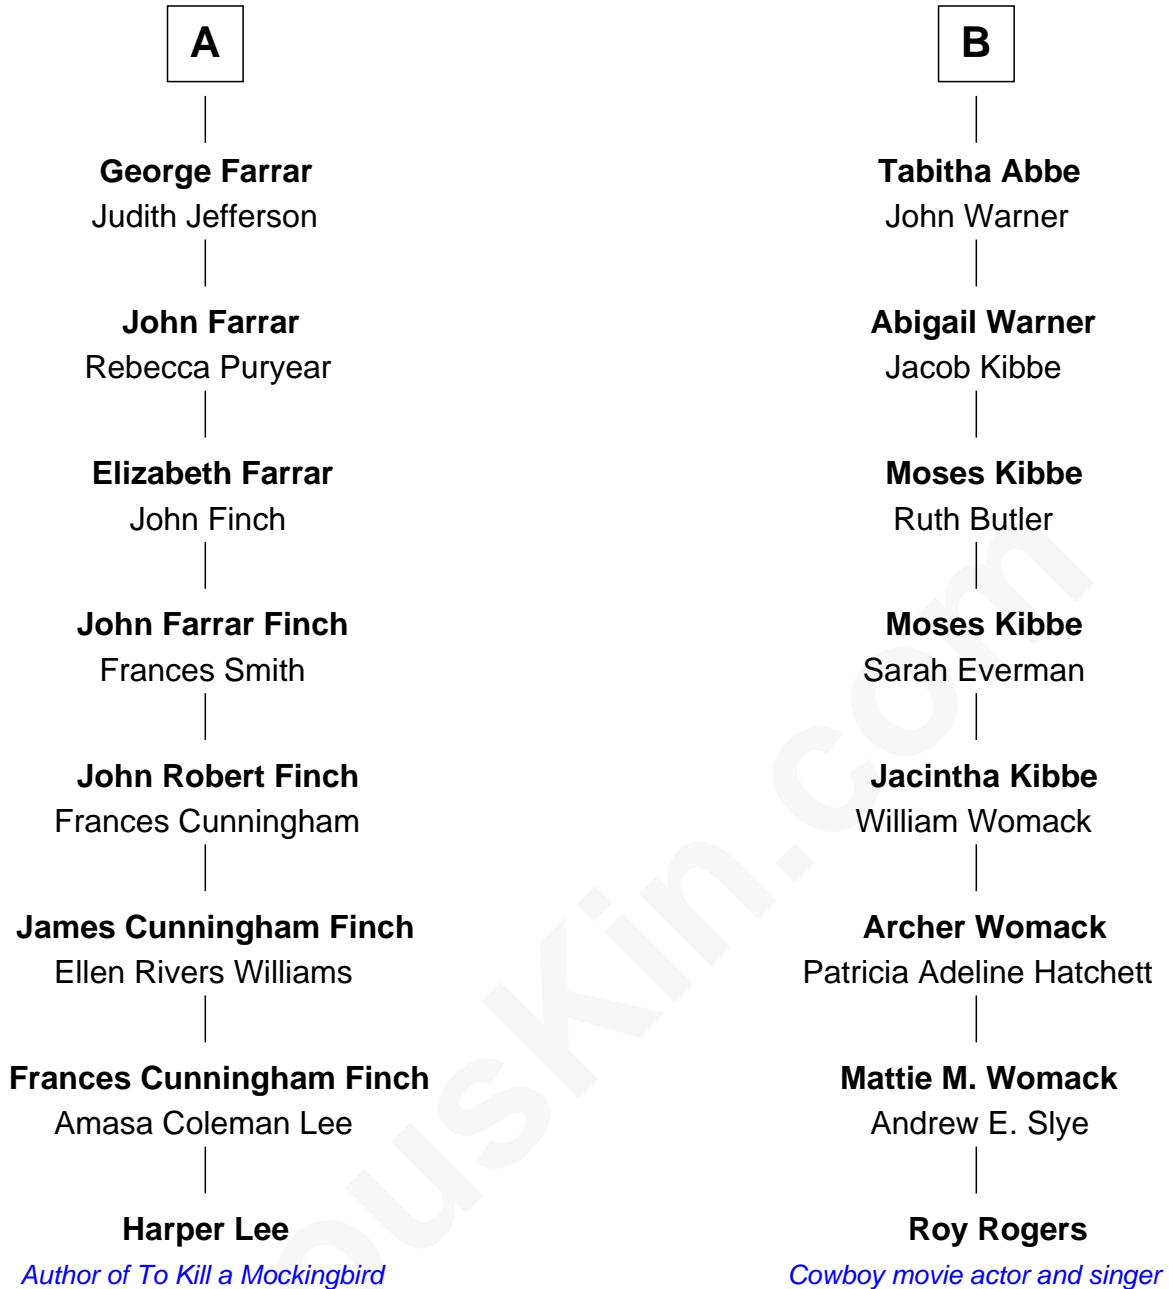 A
George Farrar
Judith Jefferson
John Farrar
Rebecca Puryear
Elizabeth Farrar
John Finch
John Farrar Finch
Frances Smith
John Robert Finch
Frances Cunningham
James Cunningham Finch
Ellen Rivers Williams
Frances Cunningham Finch
Amasa Coleman Lee
Harper Lee
Author of To Kill a Mockingbird
B
Tabitha Abbe
John Warner
Abigail Warner
Jacob Kibbe
Moses Kibbe
Ruth Butler
Moses Kibbe
Sarah Everman
Jacintha Kibbe
William Womack
Archer Womack
Patricia Adeline Hatchett
Mattie M. Womack
Andrew E. Slye
Roy Rogers
Cowboy movie actor and singer
ousKin.com